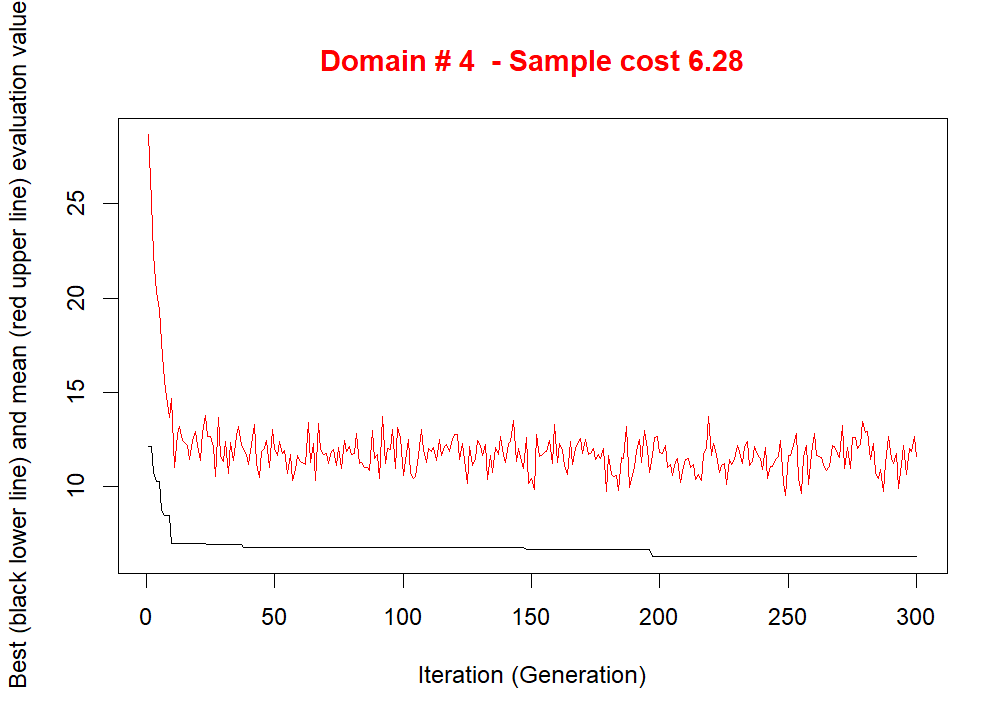 Domain # 4  - Sample cost 6.28
Best (black lower line) and mean (red upper line) evaluation value
25
20
15
10
0 50 100 150 200 250 300
Iteration (Generation)